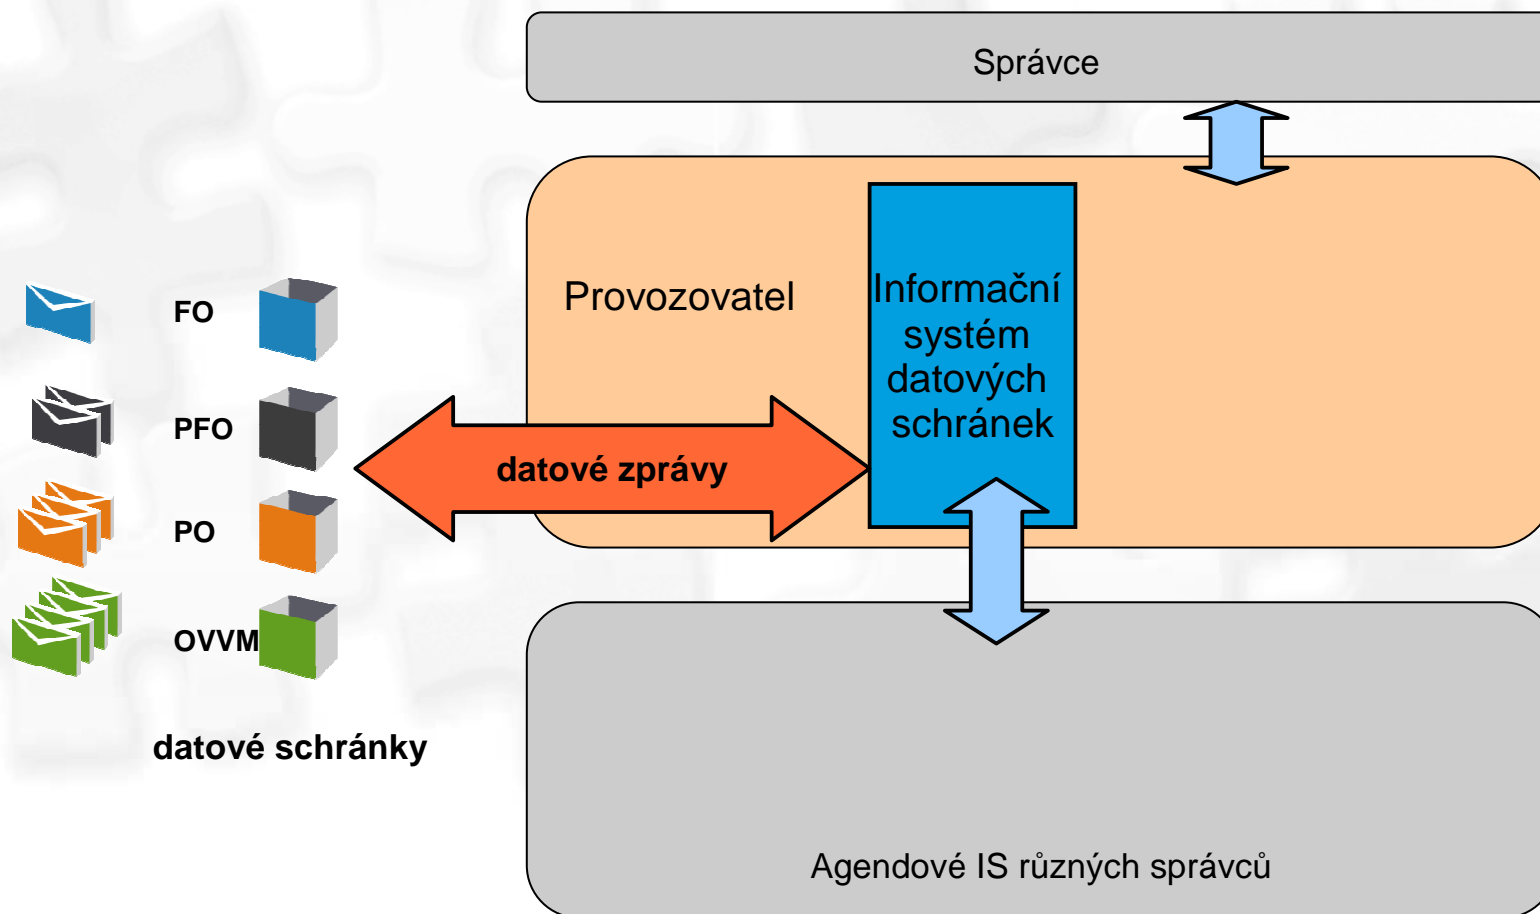 Správce
Provozovatel
Informační
systém
datových
schránek
FO
PFO
PO
OVVM
datové zprávy
datové schránky
Agendové IS různých správců